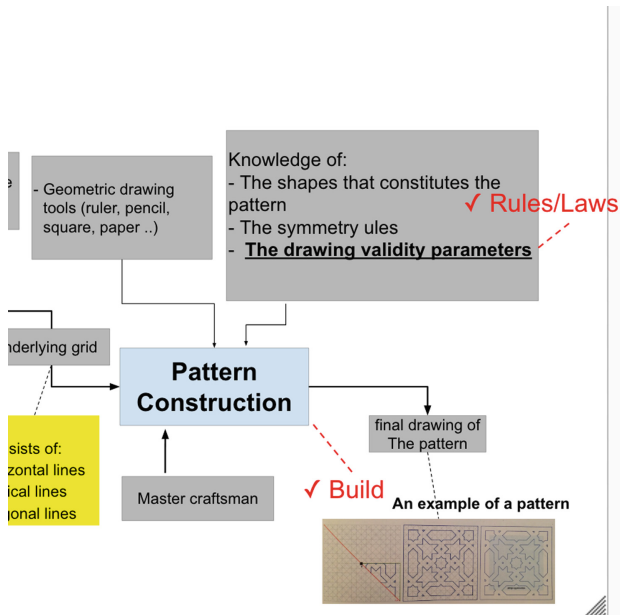 - Geometric drawing
tools (ruler, pencil,
square, paper ..)
Knowledge of:
- The shapes that constitutes the
pattern
- The symmetry ules
- The drawing validity parameters
✓ Rules/Laws
nderlying grid
Pattern
Construction
final drawing of
The pattern
sists of:
zontal lines
ical lines
gonal lines
Master craftsman
✓ Build
An example of a pattern